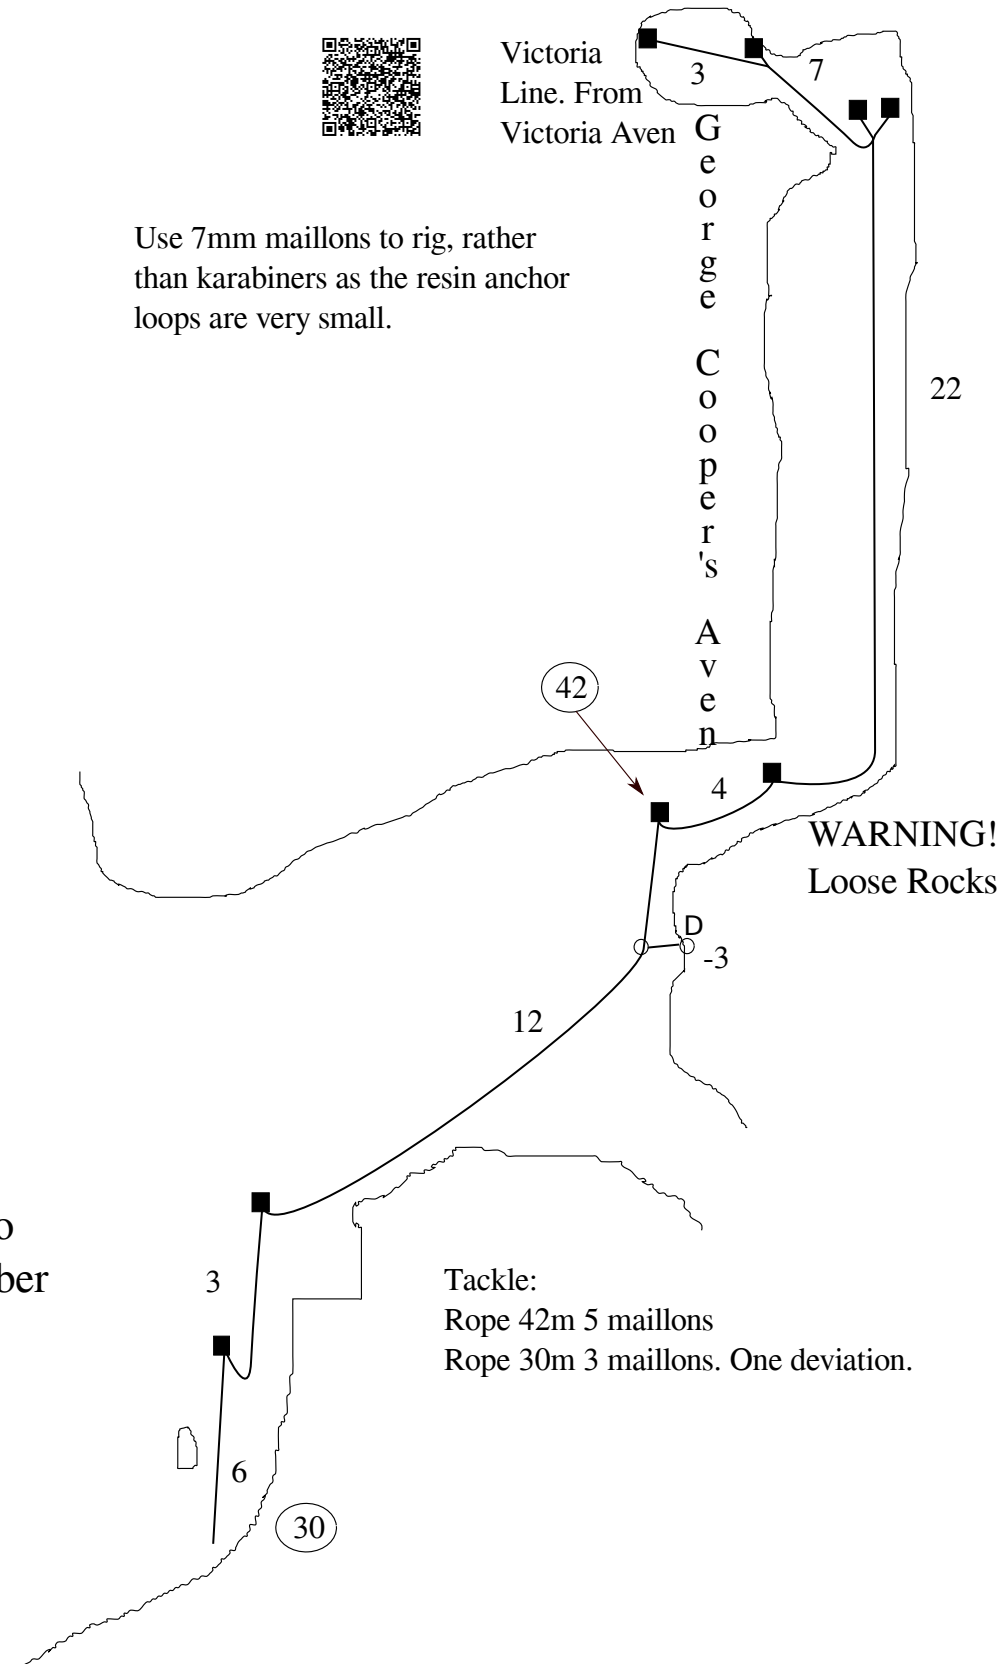 Victoria
Line. From
Victoria Aven
3
7
Use 7mm maillons to rig, rather
than karabiners as the resin anchor
loops are very small.
George Cooper's Aven
22
42
4
WARNING!
Loose Rocks
D
-3
12
o
ber
3
Tackle:
Rope 42m 5 maillons
Rope 30m 3 maillons. One deviation.
6
30